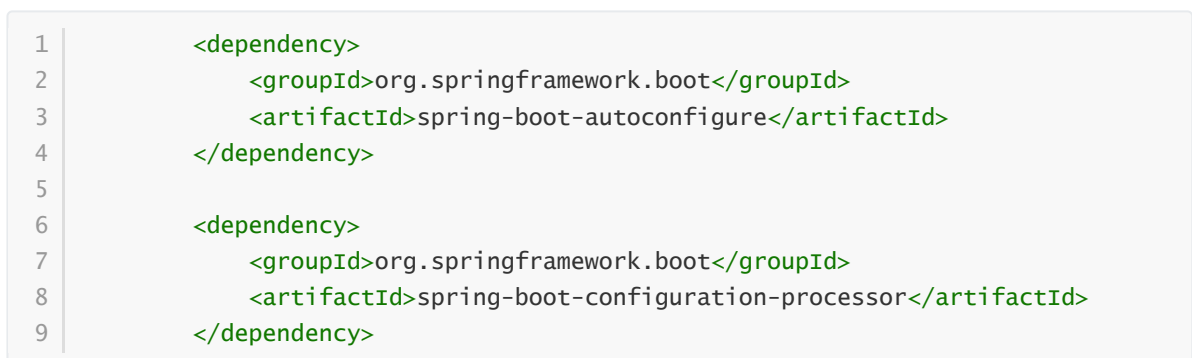 1 <dependency>
2 <groupId>org.springframework.boot</groupId>
3 <artifactId>spring-boot-autoconfigure</artifactId>
4 </dependency>
5
6 <dependency>
7 <groupId>org.springframework.boot</groupId>
8 <artifactId>spring-boot-configuration-processor</artifactId>
9 </dependency>